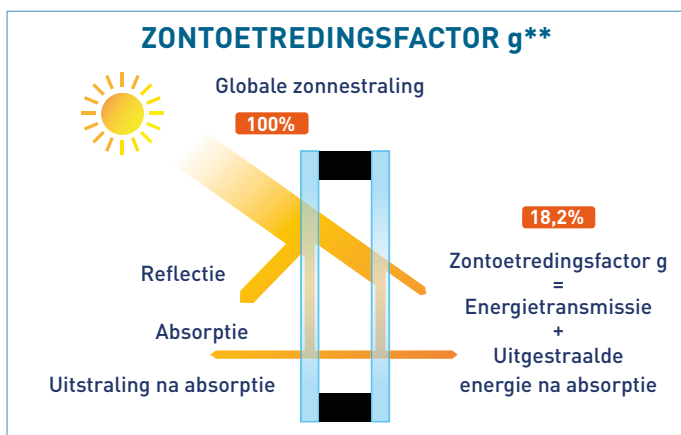 ZONTOETREDINGSFACTOR g**
Globale zonnestraling
100%
18,2%
Reflectie
Absorptie
Uitstraling na absorptie
Zontoetredingsfactor g
=
Energietransmissie
+
Uitgestraalde
energie na absorptie